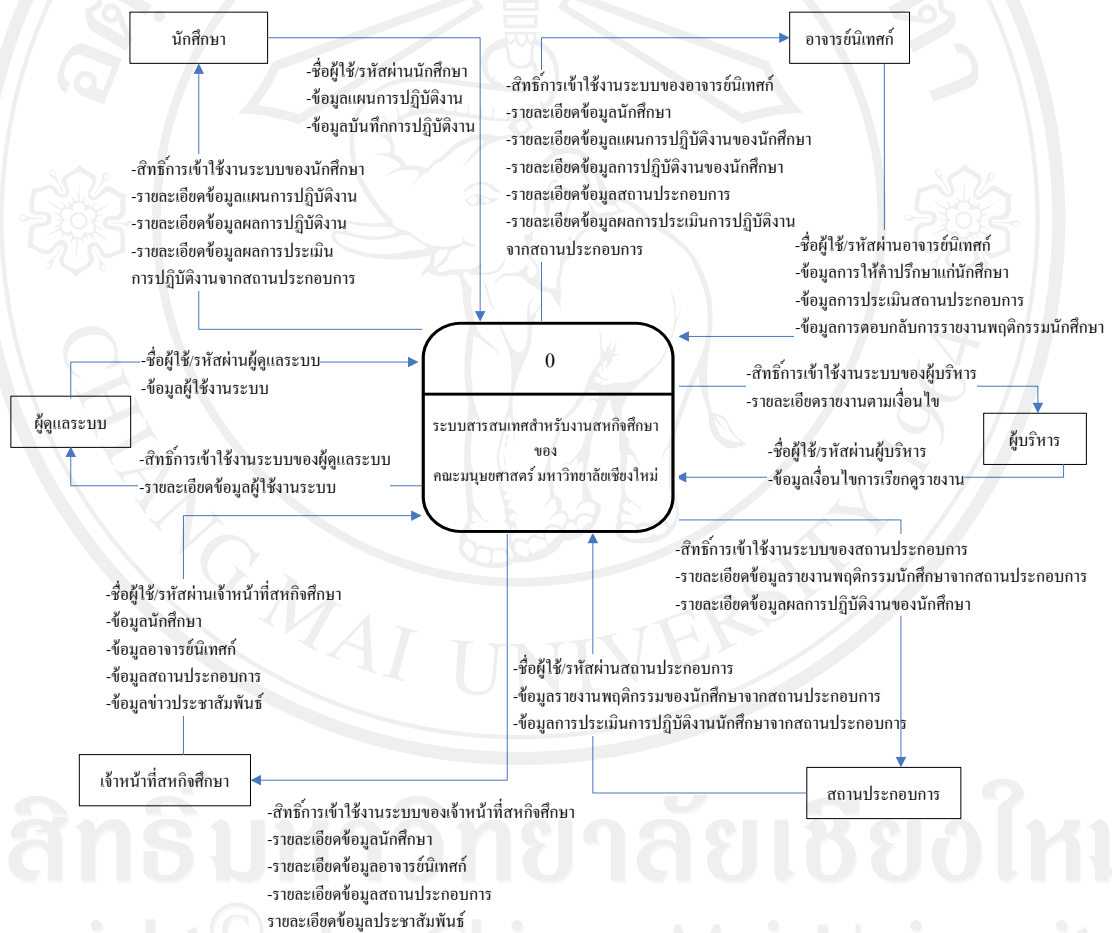 นักศึกษา
อาจารย์นิเทศก์
-ชื่อผู้ใช้/รหัสผ่านนักศึกษา
-ข้อมูลแผนการปฏิบัติงาน
-ข้อมูลบันทึกการปฏิบัติงาน
-สิทธิ์การเข้าใช้งานระบบของอาจารย์นิเทศก์
-รายละเอียดข้อมูลนักศึกษา
-รายละเอียดข้อมูลแผนการปฏิบัติงานของนักศึกษา
-รายละเอียดข้อมูลการปฏิบัติงานของนักศึกษา
-รายละเอียดข้อมูลสถานประกอบการ
-รายละเอียดข้อมูลผลการประเมินการปฏิบัติงาน
จากสถานประกอบการ
-สิทธิ์การเข้าใช้งานระบบของนักศึกษา
-รายละเอียดข้อมูลแผนการปฏิบัติงาน
-รายละเอียดข้อมูลผลการปฏิบัติงาน
-รายละเอียดข้อมูลผลการประเมิน
การปฏิบัติงานจากสถานประกอบการ
-ชื่อผู้ใช้/รหัสผ่านอาจารย์นิเทศก์
-ข้อมูลการให้คำปรึกษาแก่นักศึกษา
-ข้อมูลการประเมินสถานประกอบการ
-ข้อมูลการตอบกลับการรายงานพฤติกรรมนักศึกษา
-ชื่อผู้ใช้/รหัสผ่านผู้ดูแลระบบ
-ข้อมูลผู้ใช้งานระบบ
ผู้ดูแลระบบ
-สิทธิ์การเข้าใช้งานระบบของผู้ดูแลระบบ
-รายละเอียดข้อมูลผู้ใช้งานระบบ
0
ระบบสารสนเทศสำหรับงานสหกิจศึกษา
ของ
คณะมนุษยศาสตร์ มหาวิทยาลัยเชียงใหม่
-สิทธิ์การเข้าใช้งานระบบของผู้บริหาร
-รายละเอียดรายงานตามเงื่อนไข
ผู้บริหาร
-ชื่อผู้ใช้/รหัสผ่านผู้บริหาร
-ข้อมูลเงื่อนไขการเรียกดูรายงาน
-สิทธิ์การเข้าใช้งานระบบของสถานประกอบการ
-รายละเอียดข้อมูลรายงานพฤติกรรมนักศึกษาจากสถานประกอบการ
-รายละเอียดข้อมูลผลการปฏิบัติงานของนักศึกษา
-ชื่อผู้ใช้/รหัสผ่านเจ้าหน้าที่สหกิจศึกษา
-ข้อมูลนักศึกษา
-ข้อมูลอาจารย์นิเทศก์
-ข้อมูลสถานประกอบการ
-ข้อมูลข่าวประชาสัมพันธ์
-ชื่อผู้ใช้/รหัสผ่านสถานประกอบการ
-ข้อมูลรายงานพฤติกรรมของนักศึกษาจากสถานประกอบการ
-ข้อมูลการประเมินการปฏิบัติงานนักศึกษาจากสถานประกอบการ
เจ้าหน้าที่สหกิจศึกษา
สถานประกอบการ
-สิทธิ์การเข้าใช้งานระบบของเจ้าหน้าที่สหกิจศึกษา
-รายละเอียดข้อมูลนักศึกษา
-รายละเอียดข้อมูลอาจารย์นิเทศก์
-รายละเอียดข้อมูลสถานประกอบการ
รายละเอียดข้อมูลประชาสัมพันธ์
CHIANG MAI UNIVERSITY 1964